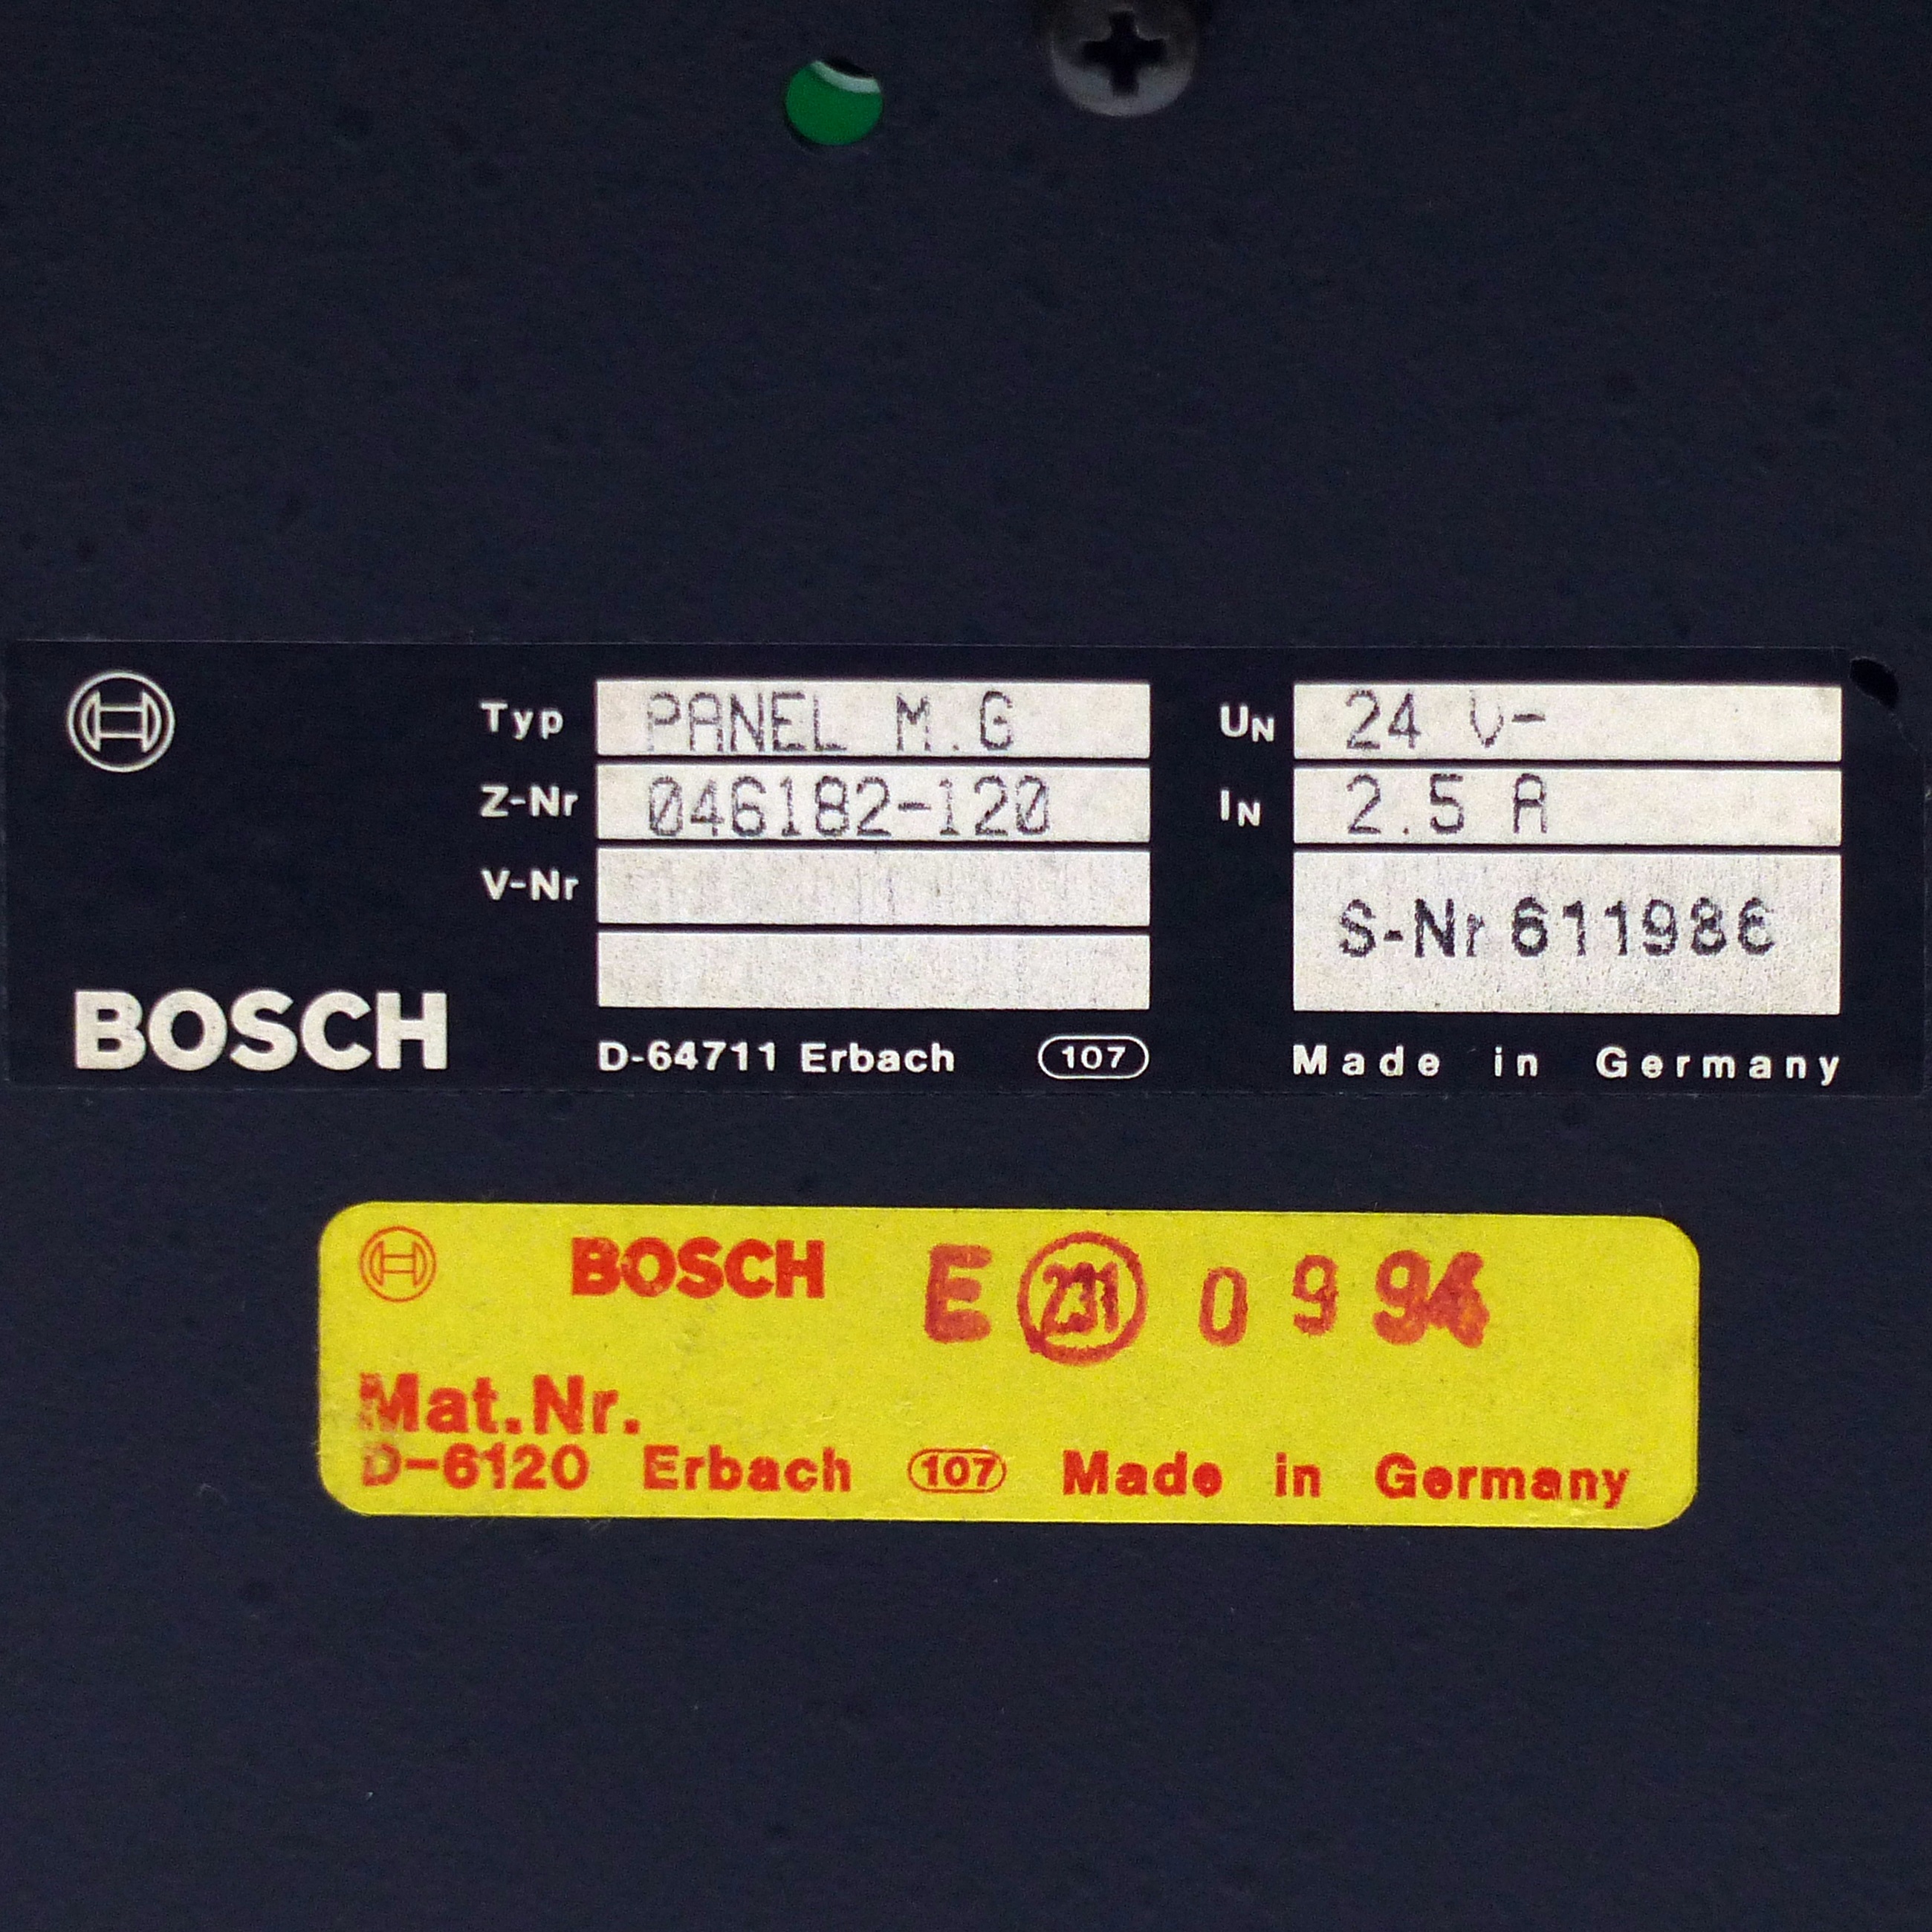 Typ PANEL M.G
Z-Nr 046182-120
V-Nr
UN 24 V-
IN 2.5 A
S-Nr 611986
BOSCH
D-64711 Erbach 107 Made in Germany
BOSCH E 231 0 9 94
Mat.Nr.
D-6120 Erbach 107 Made in Germany